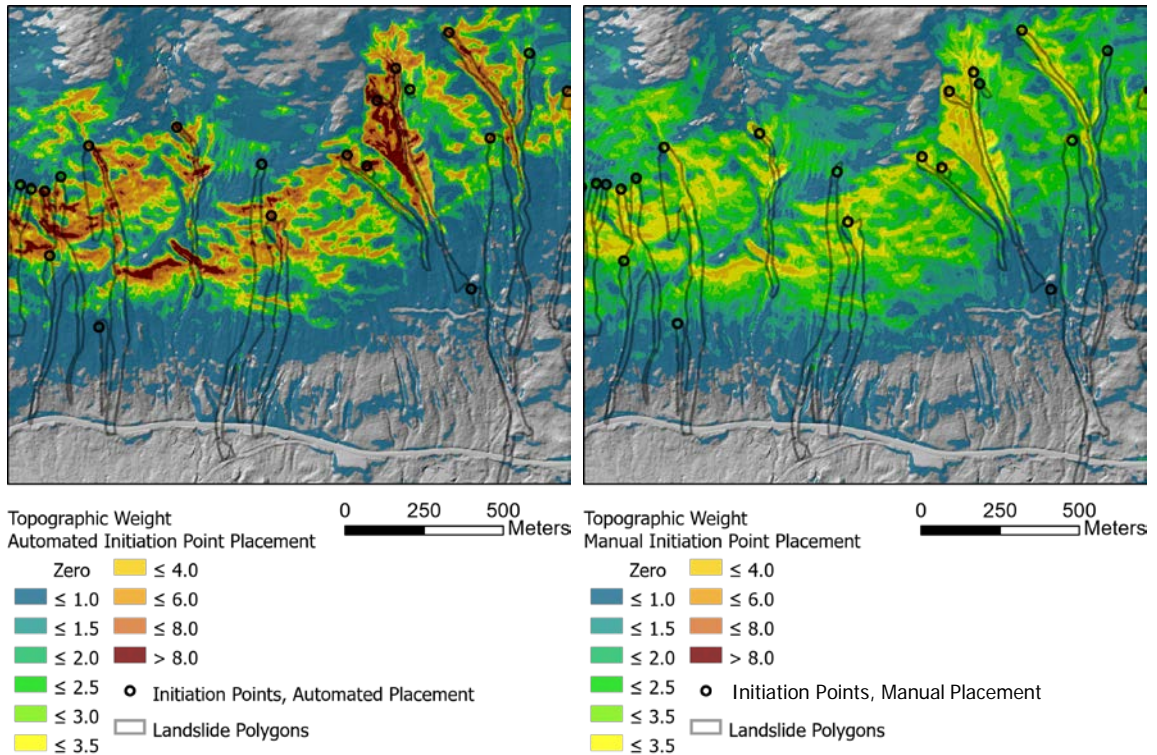 Topographic Weight
Automated Initiation Point Placement
0 250 500
Meters
Zero
≤ 1.0
≤ 1.5
≤ 2.0
≤ 2.5
≤ 3.0
≤ 3.5
≤ 4.0
≤ 6.0
≤ 8.0
> 8.0
Initiation Points, Automated Placement
Landslide Polygons
Topographic Weight
Manual Initiation Point Placement
0 250 500
Meters
Zero
≤ 1.0
≤ 1.5
≤ 2.0
≤ 2.5
≤ 3.5
≤ 3.5
≤ 4.0
≤ 6.0
≤ 8.0
> 8.0
Initiation Points, Manual Placement
Landslide Polygons